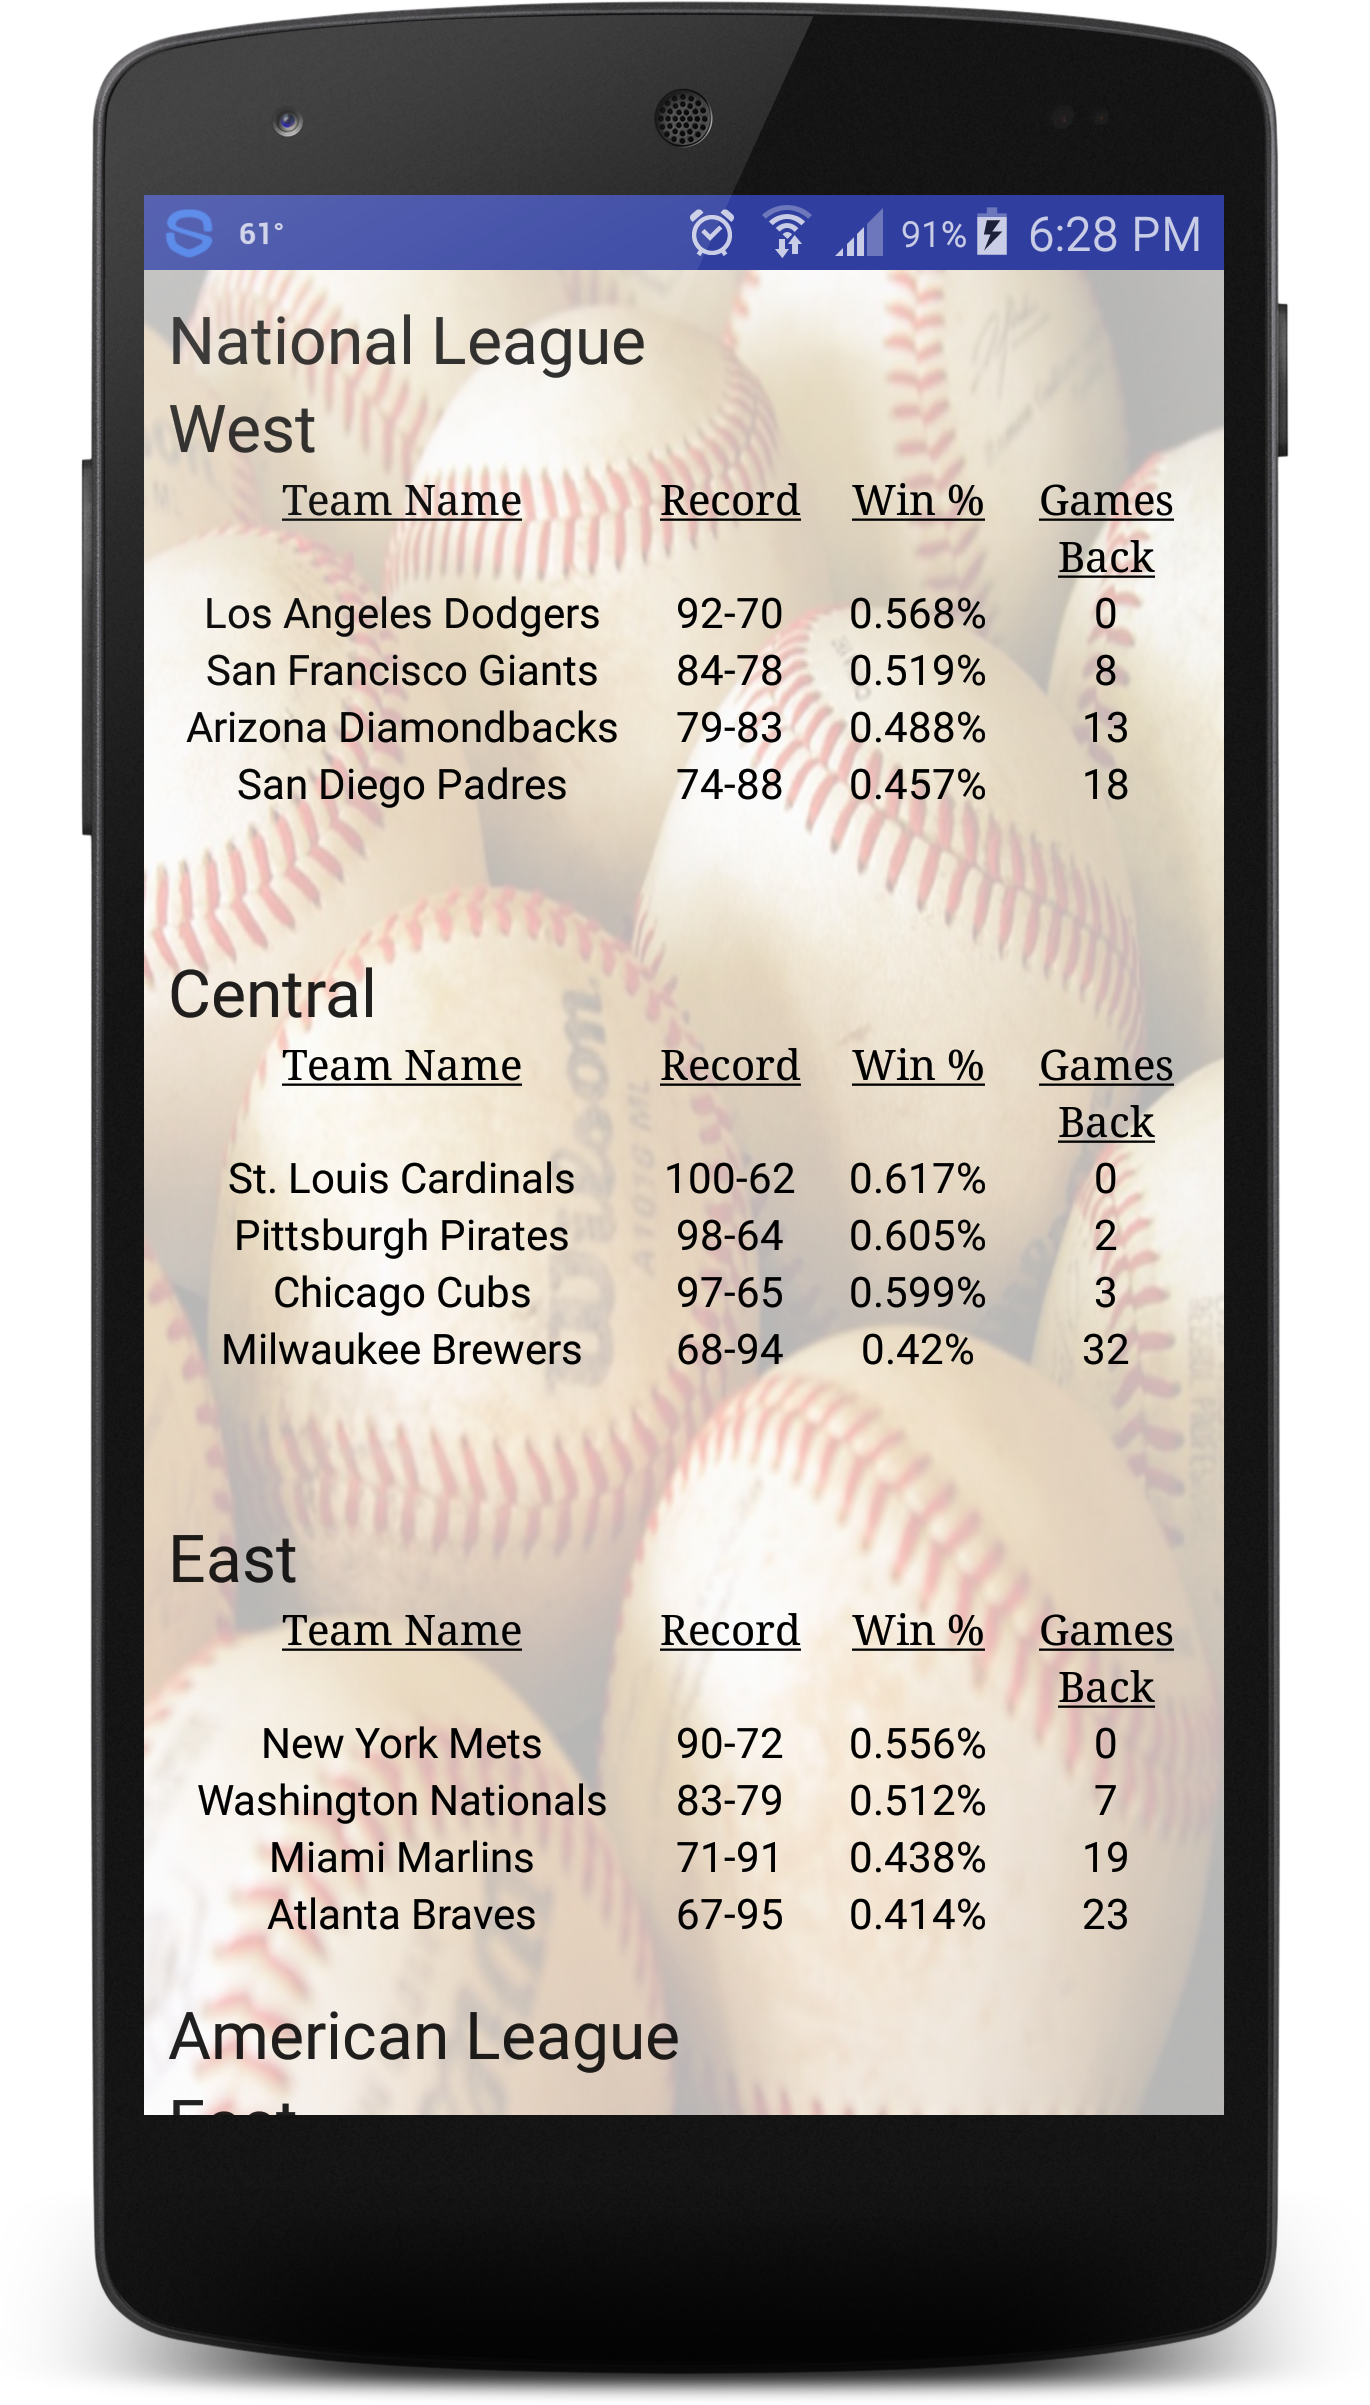 61°
91%
6:28 PM
National League
West
Team Name Record Win % Games
Back
Los Angeles Dodgers 92-70 0.568% 0
San Francisco Giants 84-78 0.519% 8
Arizona Diamondbacks 79-83 0.488% 13
San Diego Padres 74-88 0.457% 18
Central
Team Name Record Win % Games
Back
St. Louis Cardinals 100-62 0.617% 0
Pittsburgh Pirates 98-64 0.605% 2
Chicago Cubs 97-65 0.599% 3
Milwaukee Brewers 68-94 0.42% 32
East
Team Name Record Win % Games
Back
New York Mets 90-72 0.556% 0
Washington Nationals 83-79 0.512% 7
Miami Marlins 71-91 0.438% 19
Atlanta Braves 67-95 0.414% 23
American League
East
Wilson
A1010 ML